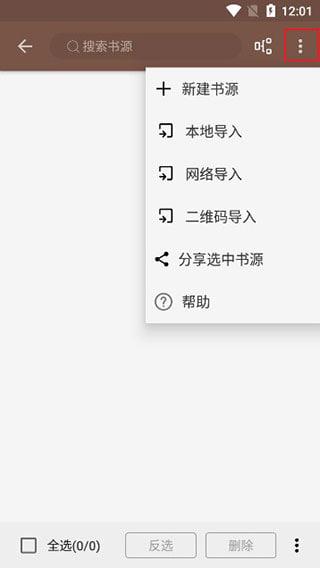 12:01
搜索书源
新建书源
本地导入
网络导入
二维码导入
分享选中书源
帮助
全选(0/0)
反选
删除